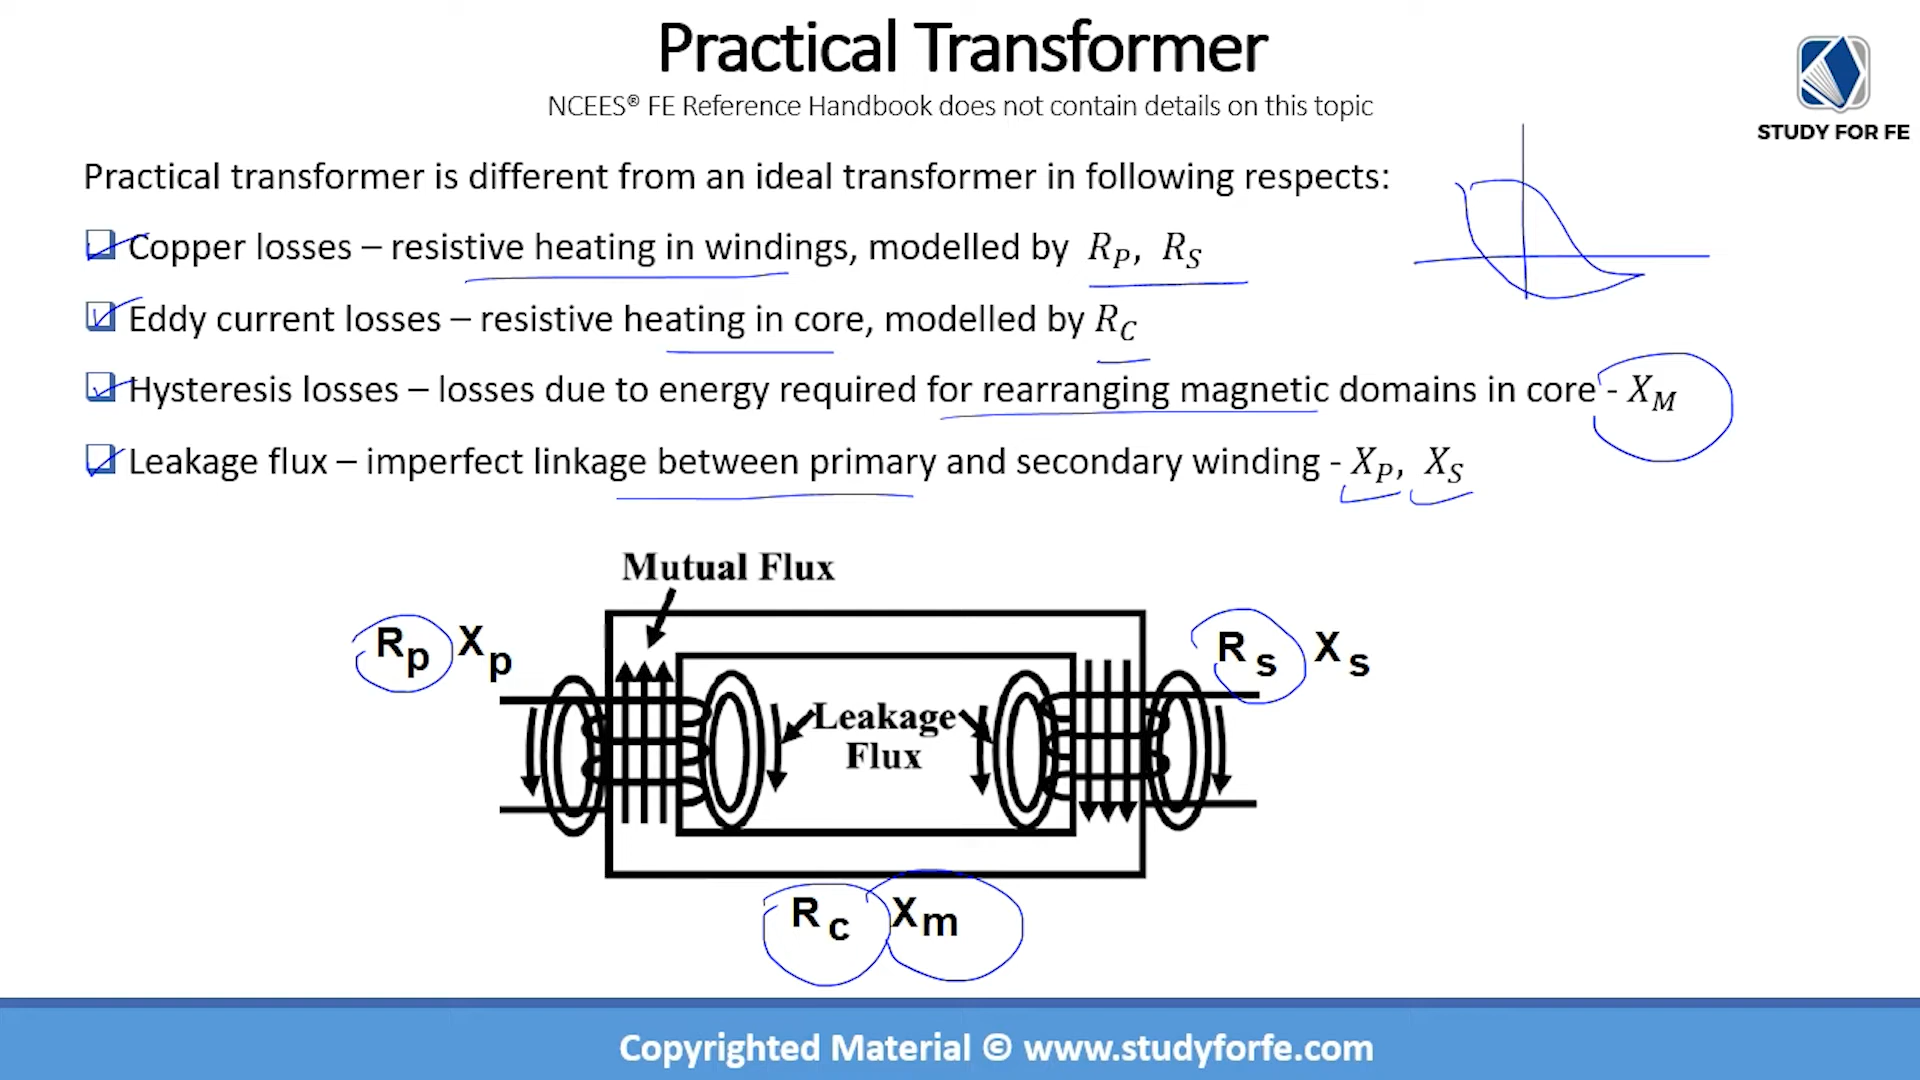 Practical Transformer
NCEES® FE Reference Handbook does not contain details on this topic
STUDY FOR FE
Practical transformer is different from an ideal transformer in following respects:
Copper losses – resistive heating in windings, modelled by R_P, R_S
Eddy current losses – resistive heating in core, modelled by R_C
Hysteresis losses – losses due to energy required for rearranging magnetic domains in core - X_M
Leakage flux – imperfect linkage between primary and secondary winding - X_P, X_S
Mutual Flux
Rp Xp
Rs Xs
Leakage
Flux
Rc Xm
Copyrighted Material © www.studyforfe.com